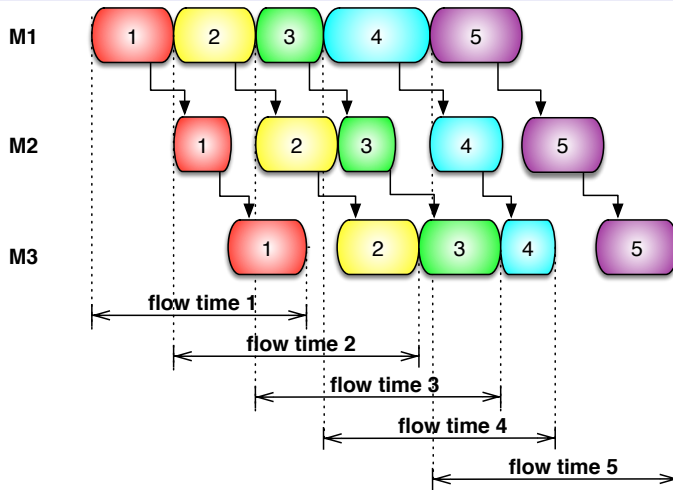 M1 1 2 3 4 5
M2 1 2 3 4 5
M3 1 2 3 4 5
flow time 1
flow time 2
flow time 3
flow time 4
flow time 5